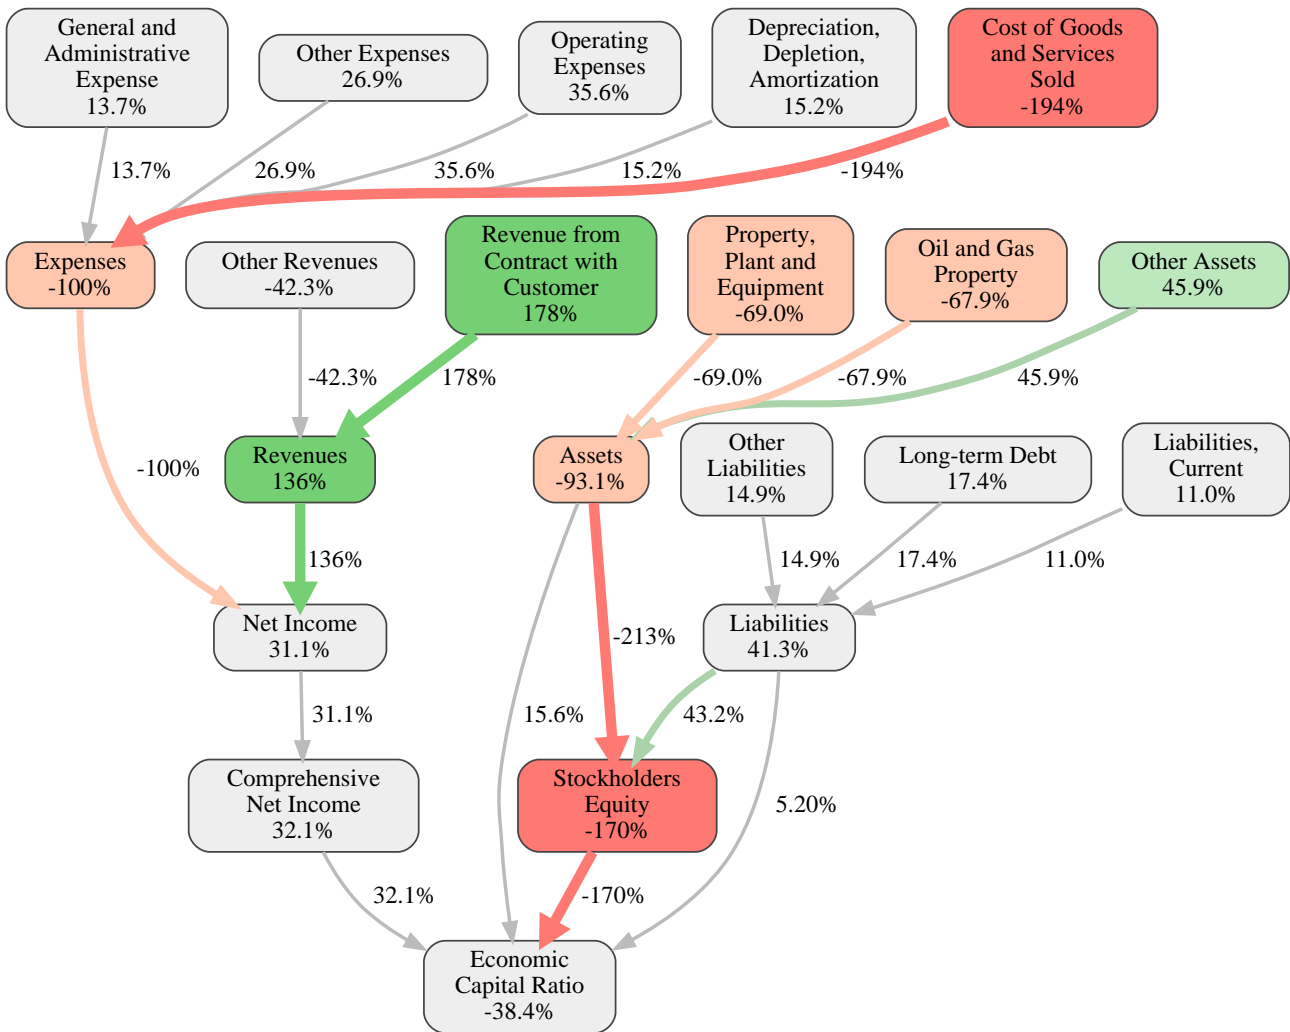 General and
Administrative
Expense
13.7%
Other Expenses
26.9%
Operating
Expenses
35.6%
Depreciation,
Depletion,
Amortization
15.2%
Cost of Goods
and Services
Sold
-194%
13.7%
26.9%
35.6%
15.2%
-194%
Expenses
-100%
Other Revenues
-42.3%
Revenue from
Contract with
Customer
178%
Property,
Plant and
Equipment
-69.0%
Oil and Gas
Property
-67.9%
Other Assets
45.9%
-42.3%
178%
-69.0%
-67.9%
45.9%
-100%
Revenues
136%
Assets
-93.1%
Other
Liabilities
14.9%
Long-term Debt
17.4%
Liabilities,
Current
11.0%
136%
14.9%
17.4%
11.0%
Net Income
31.1%
-213%
Liabilities
41.3%
31.1%
15.6%
43.2%
Comprehensive
Net Income
32.1%
Stockholders
Equity
-170%
5.20%
32.1%
-170%
Economic
Capital Ratio
-38.4%